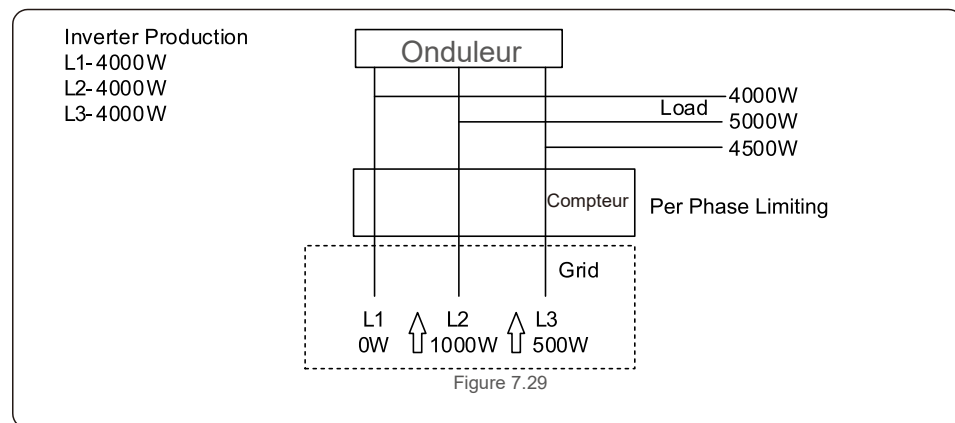 Inverter Production
L1-4000W
L2-4000W
L3-4000W
Onduleur
4000W
Load
5000W
4500W
Compteur
Per Phase Limiting
Grid
L1 L2 L3
0W 1000W 500W
Figure 7.29